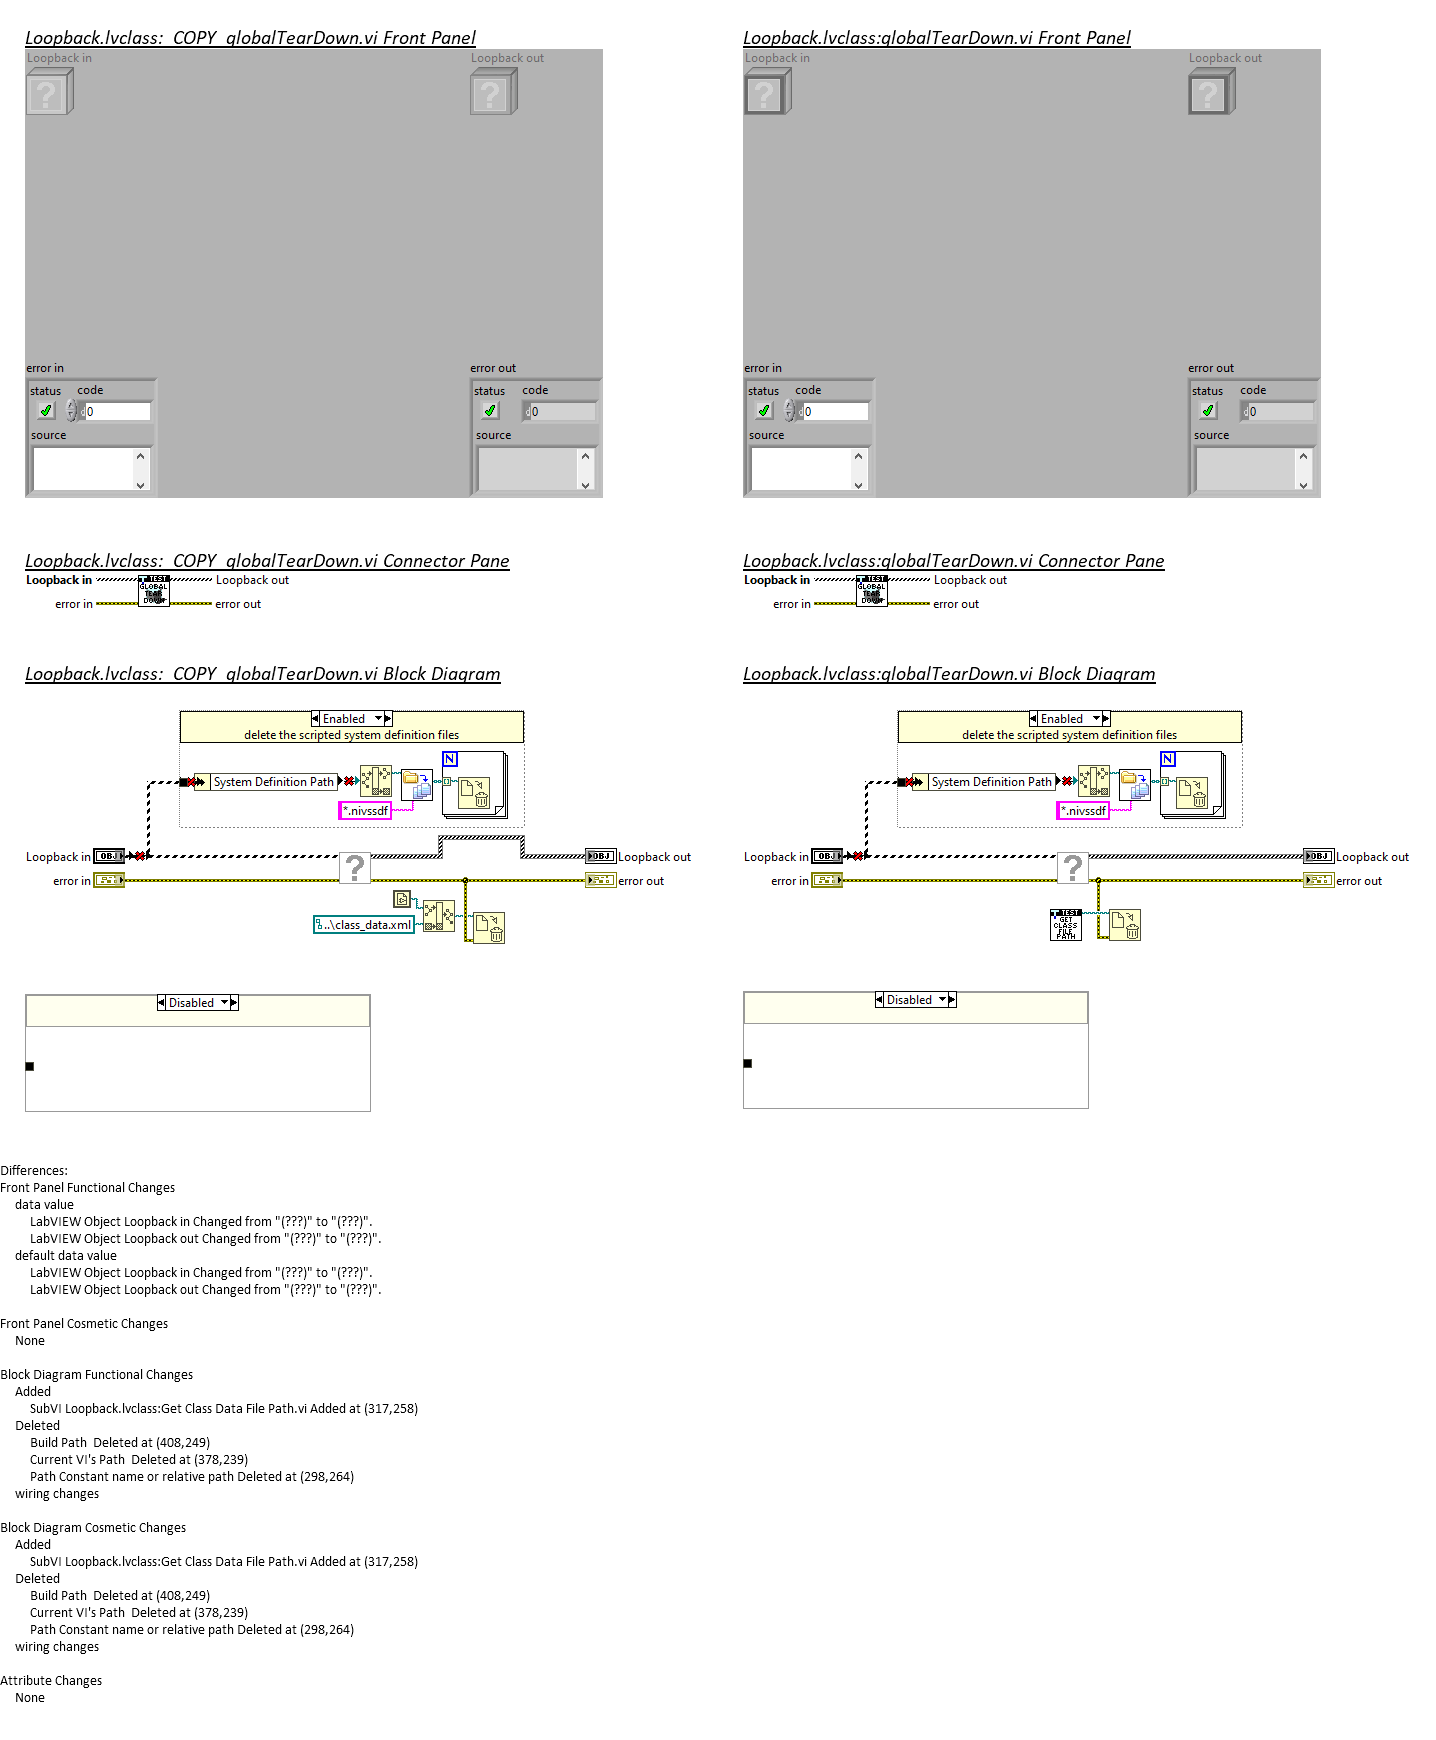 Loopback.lvclass:_COPY_globalTearDown.vi Front Panel
Loopback in
Loopback out
?
?
error in
status
code
d
0
source
error out
status
code
d
0
source
Loopback.lvclass:_COPY_globalTearDown.vi Connector Pane
Loopback in
Loopback out
error in
error out
TEST
GLOBAL
TEAR
DOWN
Loopback.lvclass:_COPY_globalTearDown.vi Block Diagram
Enabled
delete the scripted system definition files
N
System Definition Path
*.nivssdf
Loopback in
OBJ
?
OBJ
Loopback out
error in
error out
..\class_data.xml
Disabled
Loopback.lvclass:globalTearDown.vi Front Panel
Loopback in
Loopback out
?
?
error in
status
code
d
0
source
error out
status
code
d
0
source
Loopback.lvclass:globalTearDown.vi Connector Pane
Loopback in
Loopback out
error in
error out
TEST
GLOBAL
TEAR
DOWN
Loopback.lvclass:globalTearDown.vi Block Diagram
Enabled
delete the scripted system definition files
N
System Definition Path
*.nivssdf
Loopback in
OBJ
?
OBJ
Loopback out
error in
error out
TEST
GET
CLASS
FILE
PATH
Disabled
Differences:
Front Panel Functional Changes
data value
LabVIEW Object Loopback in Changed from "(???)" to "(???)".
LabVIEW Object Loopback out Changed from "(???)" to "(???)".
default data value
LabVIEW Object Loopback in Changed from "(???)" to "(???)".
LabVIEW Object Loopback out Changed from "(???)" to "(???)".
Front Panel Cosmetic Changes
None
Block Diagram Functional Changes
Added
SubVI Loopback.lvclass:Get Class Data File Path.vi Added at (317,258)
Deleted
Build Path  Deleted at (408,249)
Current VI's Path  Deleted at (378,239)
Path Constant name or relative path Deleted at (298,264)
wiring changes
Block Diagram Cosmetic Changes
Added
SubVI Loopback.lvclass:Get Class Data File Path.vi Added at (317,258)
Deleted
Build Path  Deleted at (408,249)
Current VI's Path  Deleted at (378,239)
Path Constant name or relative path Deleted at (298,264)
wiring changes
Attribute Changes
None